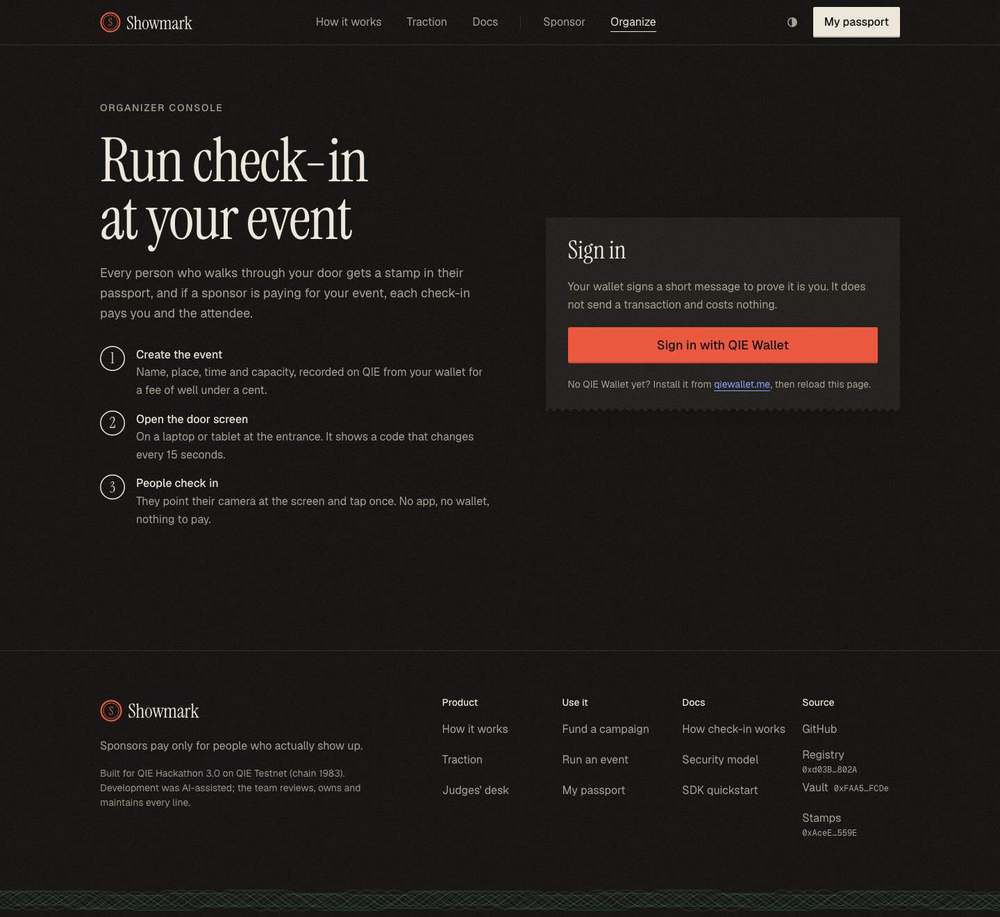 S Showmark
How it works
Traction
Docs
Sponsor
Organize
My passport
ORGANIZER CONSOLE
Run check-in
at your event
Every person who walks through your door gets a stamp in their
passport, and if a sponsor is paying for your event, each check-in
pays you and the attendee.
1
Create the event
Name, place, time and capacity, recorded on QIE from your wallet for
a fee of well under a cent.
2
Open the door screen
On a laptop or tablet at the entrance. It shows a code that changes
every 15 seconds.
3
People check in
They point their camera at the screen and tap once. No app, no wallet,
nothing to pay.
Sign in
Your wallet signs a short message to prove it is you. It does
not send a transaction and costs nothing.
Sign in with QIE Wallet
No QIE Wallet yet? Install it from qiewallet.me, then reload this page.
S Showmark
Sponsors pay only for people who actually show up.
Built for QIE Hackathon 3.0 on QIE Testnet (chain 1983).
Development was AI-assisted; the team reviews, owns and
maintains every line.
Product
How it works
Traction
Judges' desk
Use it
Fund a campaign
Run an event
My passport
Docs
How check-in works
Security model
SDK quickstart
Source
GitHub
Registry
0xd03B…802A
Vault 0xFAA5…FCDe
Stamps
0xAceE…559E